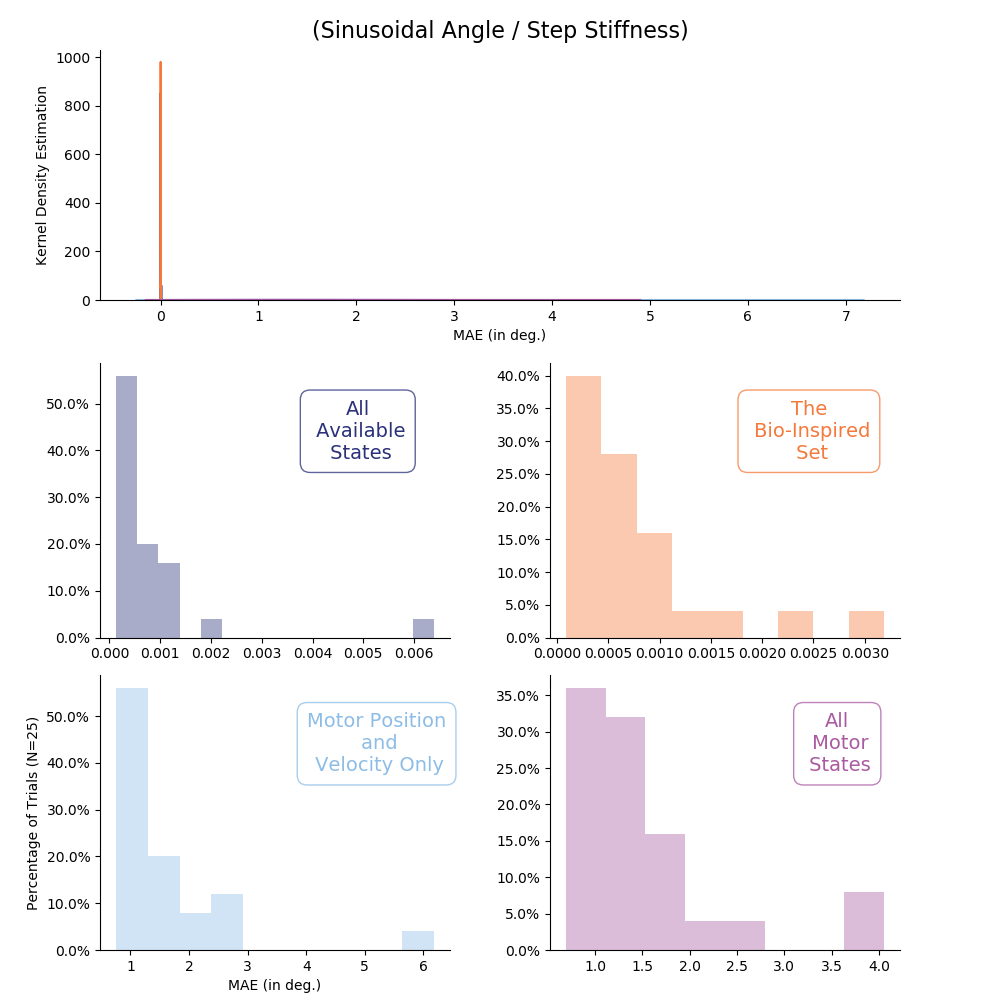 (Sinusoidal Angle / Step Stiffness)
Kernel Density Estimation
1000
800
600
400
200
0
0 1 2 3 4 5 6 7
MAE (in deg.)
50.0%
40.0%
30.0%
20.0%
10.0%
0.0%
All
Available
States
0.000 0.001 0.002 0.003 0.004 0.005 0.006
40.0%
35.0%
30.0%
25.0%
20.0%
15.0%
10.0%
5.0%
0.0%
The
Bio-Inspired
Set
0.0000 0.0005 0.0010 0.0015 0.0020 0.0025 0.0030
Percentage of Trials (N=25)
50.0%
40.0%
30.0%
20.0%
10.0%
0.0%
Motor Position
and
Velocity Only
1 2 3 4 5 6
MAE (in deg.)
35.0%
30.0%
25.0%
20.0%
15.0%
10.0%
5.0%
0.0%
All
Motor
States
1.0 1.5 2.0 2.5 3.0 3.5 4.0